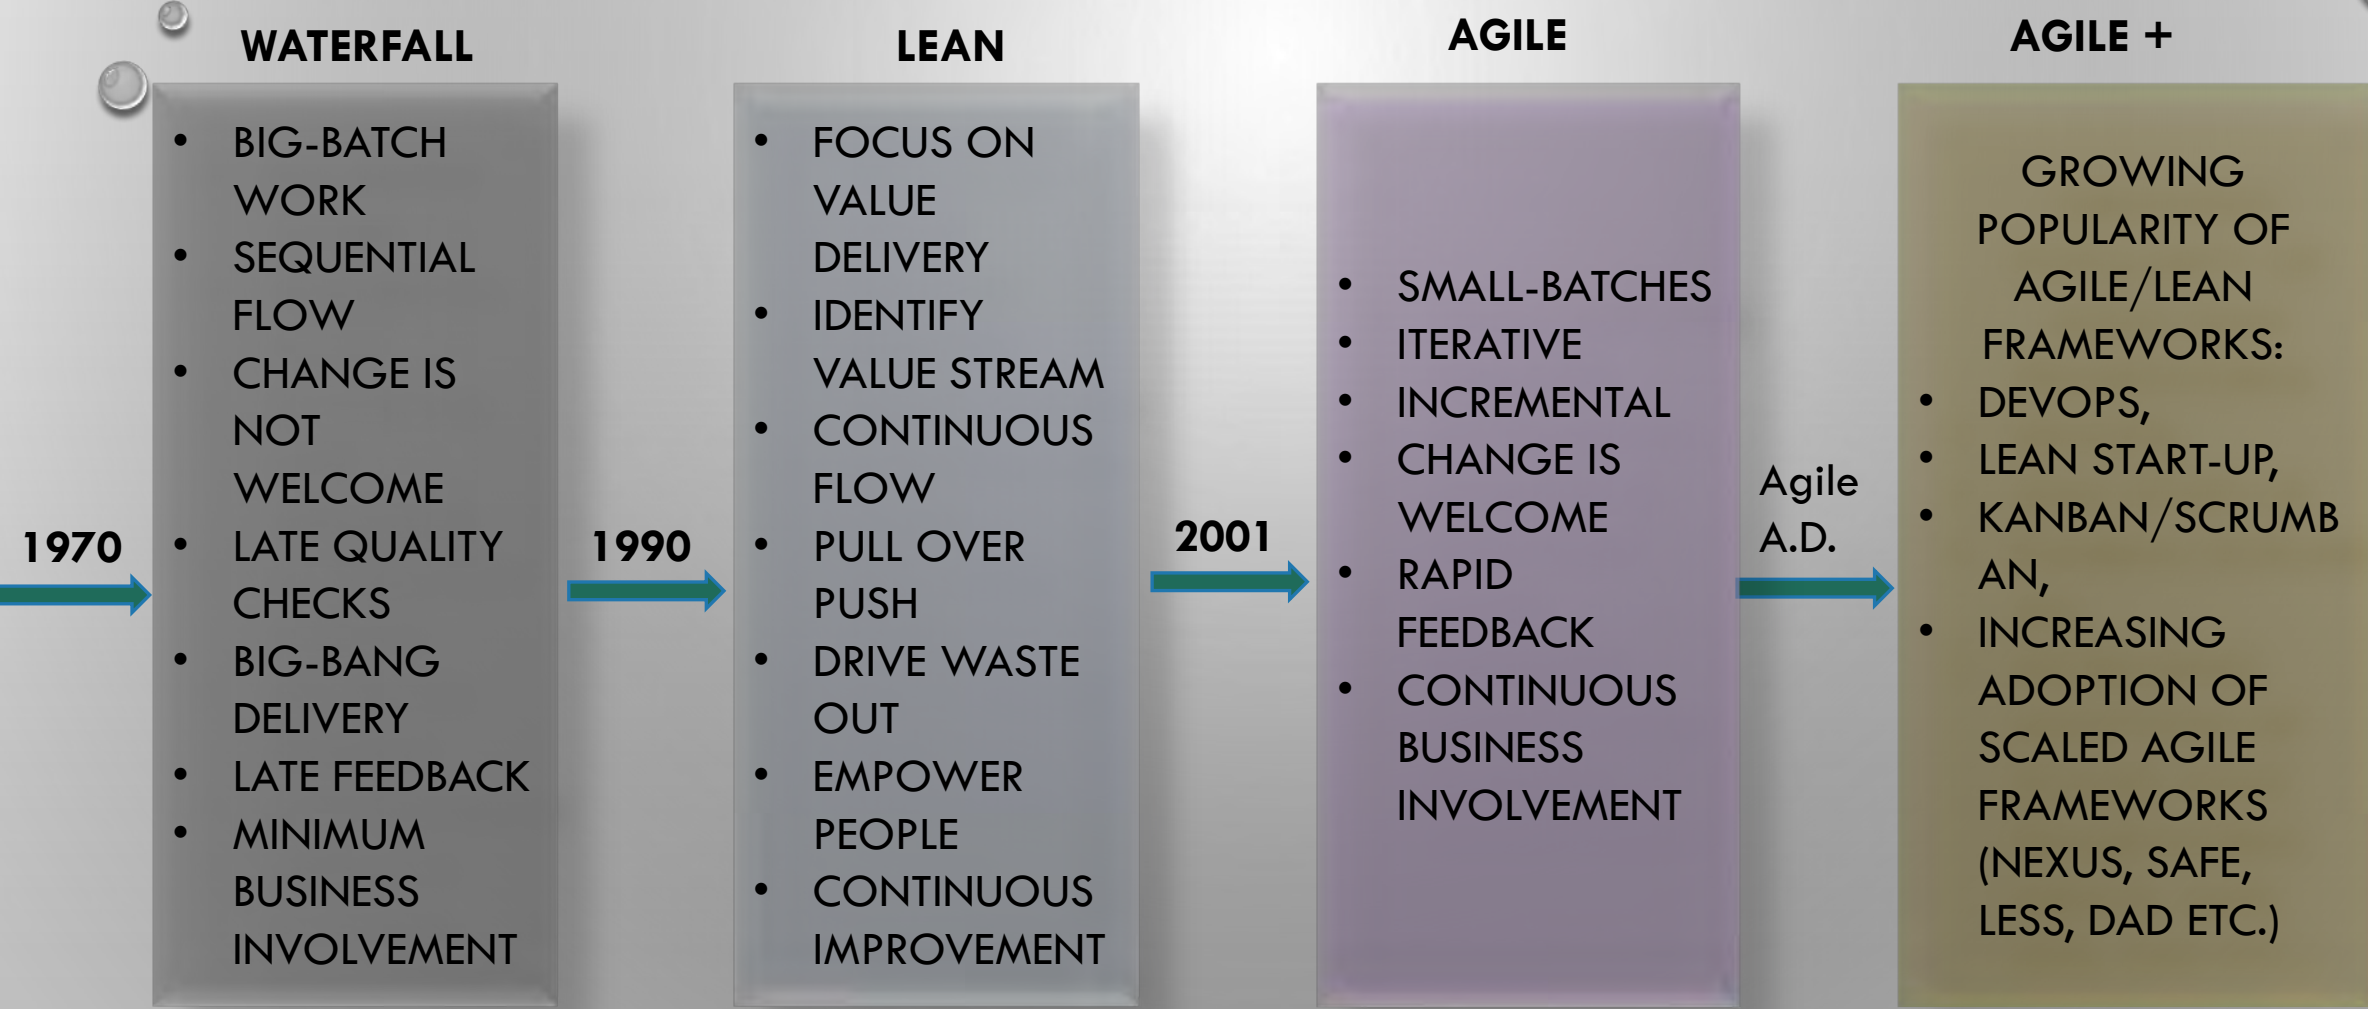 WATERFALL
• BIG-BATCH
WORK
• SEQUENTIAL
FLOW
• CHANGE IS
NOT
WELCOME
• LATE QUALITY
CHECKS
• BIG-BANG
DELIVERY
• LATE FEEDBACK
• MINIMUM
BUSINESS
INVOLVEMENT
1970
LEAN
• FOCUS ON
VALUE
DELIVERY
• IDENTIFY
VALUE STREAM
• CONTINUOUS
FLOW
• PULL OVER
PUSH
• DRIVE WASTE
OUT
• EMPOWER
PEOPLE
• CONTINUOUS
IMPROVEMENT
1990
AGILE
• SMALL-BATCHES
• ITERATIVE
• INCREMENTAL
• CHANGE IS
WELCOME
• RAPID
FEEDBACK
• CONTINUOUS
BUSINESS
INVOLVEMENT
2001
AGILE +
GROWING
POPULARITY OF
AGILE/LEAN
FRAMEWORKS:
• DEVOPS,
• LEAN START-UP,
• KANBAN/SCRUMB
AN,
• INCREASING
ADOPTION OF
SCALED AGILE
FRAMEWORKS
(NEXUS, SAFE,
LESS, DAD ETC.)
Agile
A.D.